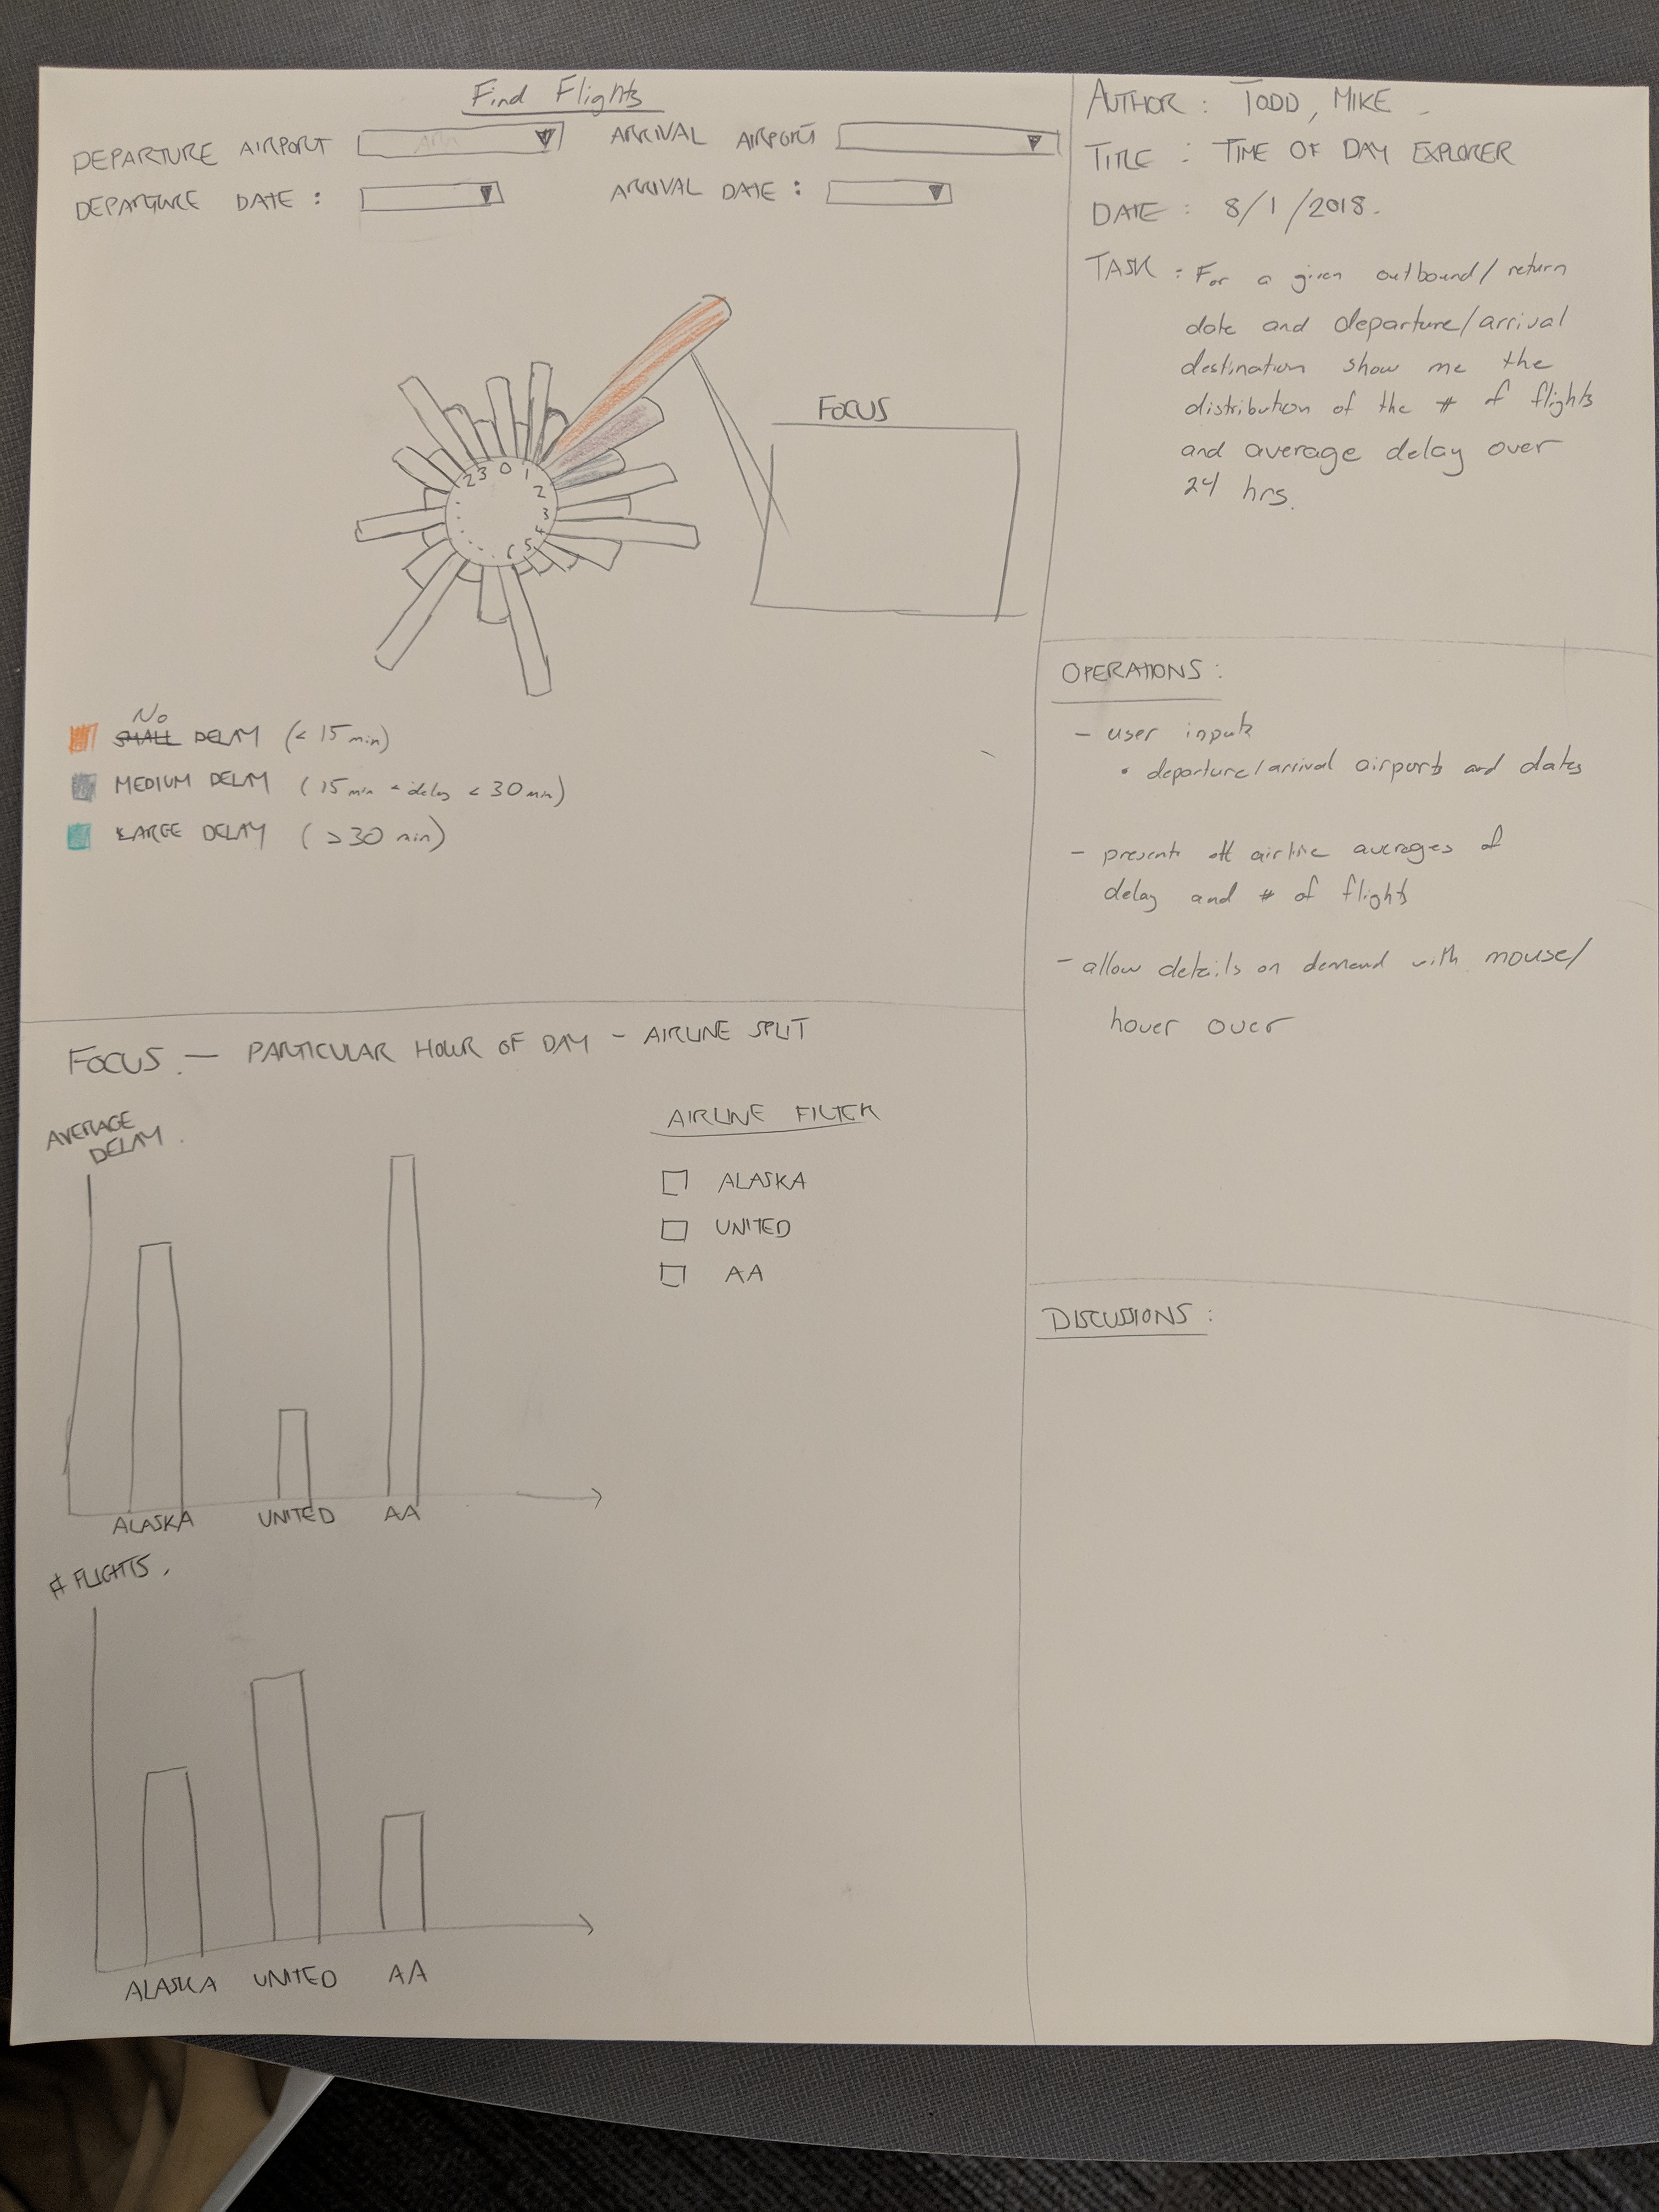 Find Flights
DEPARTURE AIRPORT
ARRIVAL AIRPORT
DEPARTURE DATE :
ARRIVAL DATE :
FOCUS
23 0 1 2 3 4 5 6
No
SMALL DELAY (< 15 min)
MEDIUM DELAY (15 min < delay < 30 min)
LARGE DELAY (>30 min)
FOCUS - PARTICULAR HOUR OF DAY - AIRLINE SPLIT
AVERAGE
DELAY
ALASKA UNITED AA
AIRLINE FILTER
ALASKA
UNITED
AA
# FLIGHTS
ALASKA UNITED AA
AUTHOR : TODD, MIKE
TITLE : TIME OF DAY EXPLORER
DATE : 8/1/2018.
TASK : For a given outbound/return
date and departure/arrival
destination show me the
distribution of the # of flights
and average delay over
24 hrs.
OPERATIONS :
- user inputs
• departure/arrival airports and dates
- present airline averages of
delay and # of flights
- allow details on demand with mouse/
hover over
DISCUSSIONS :